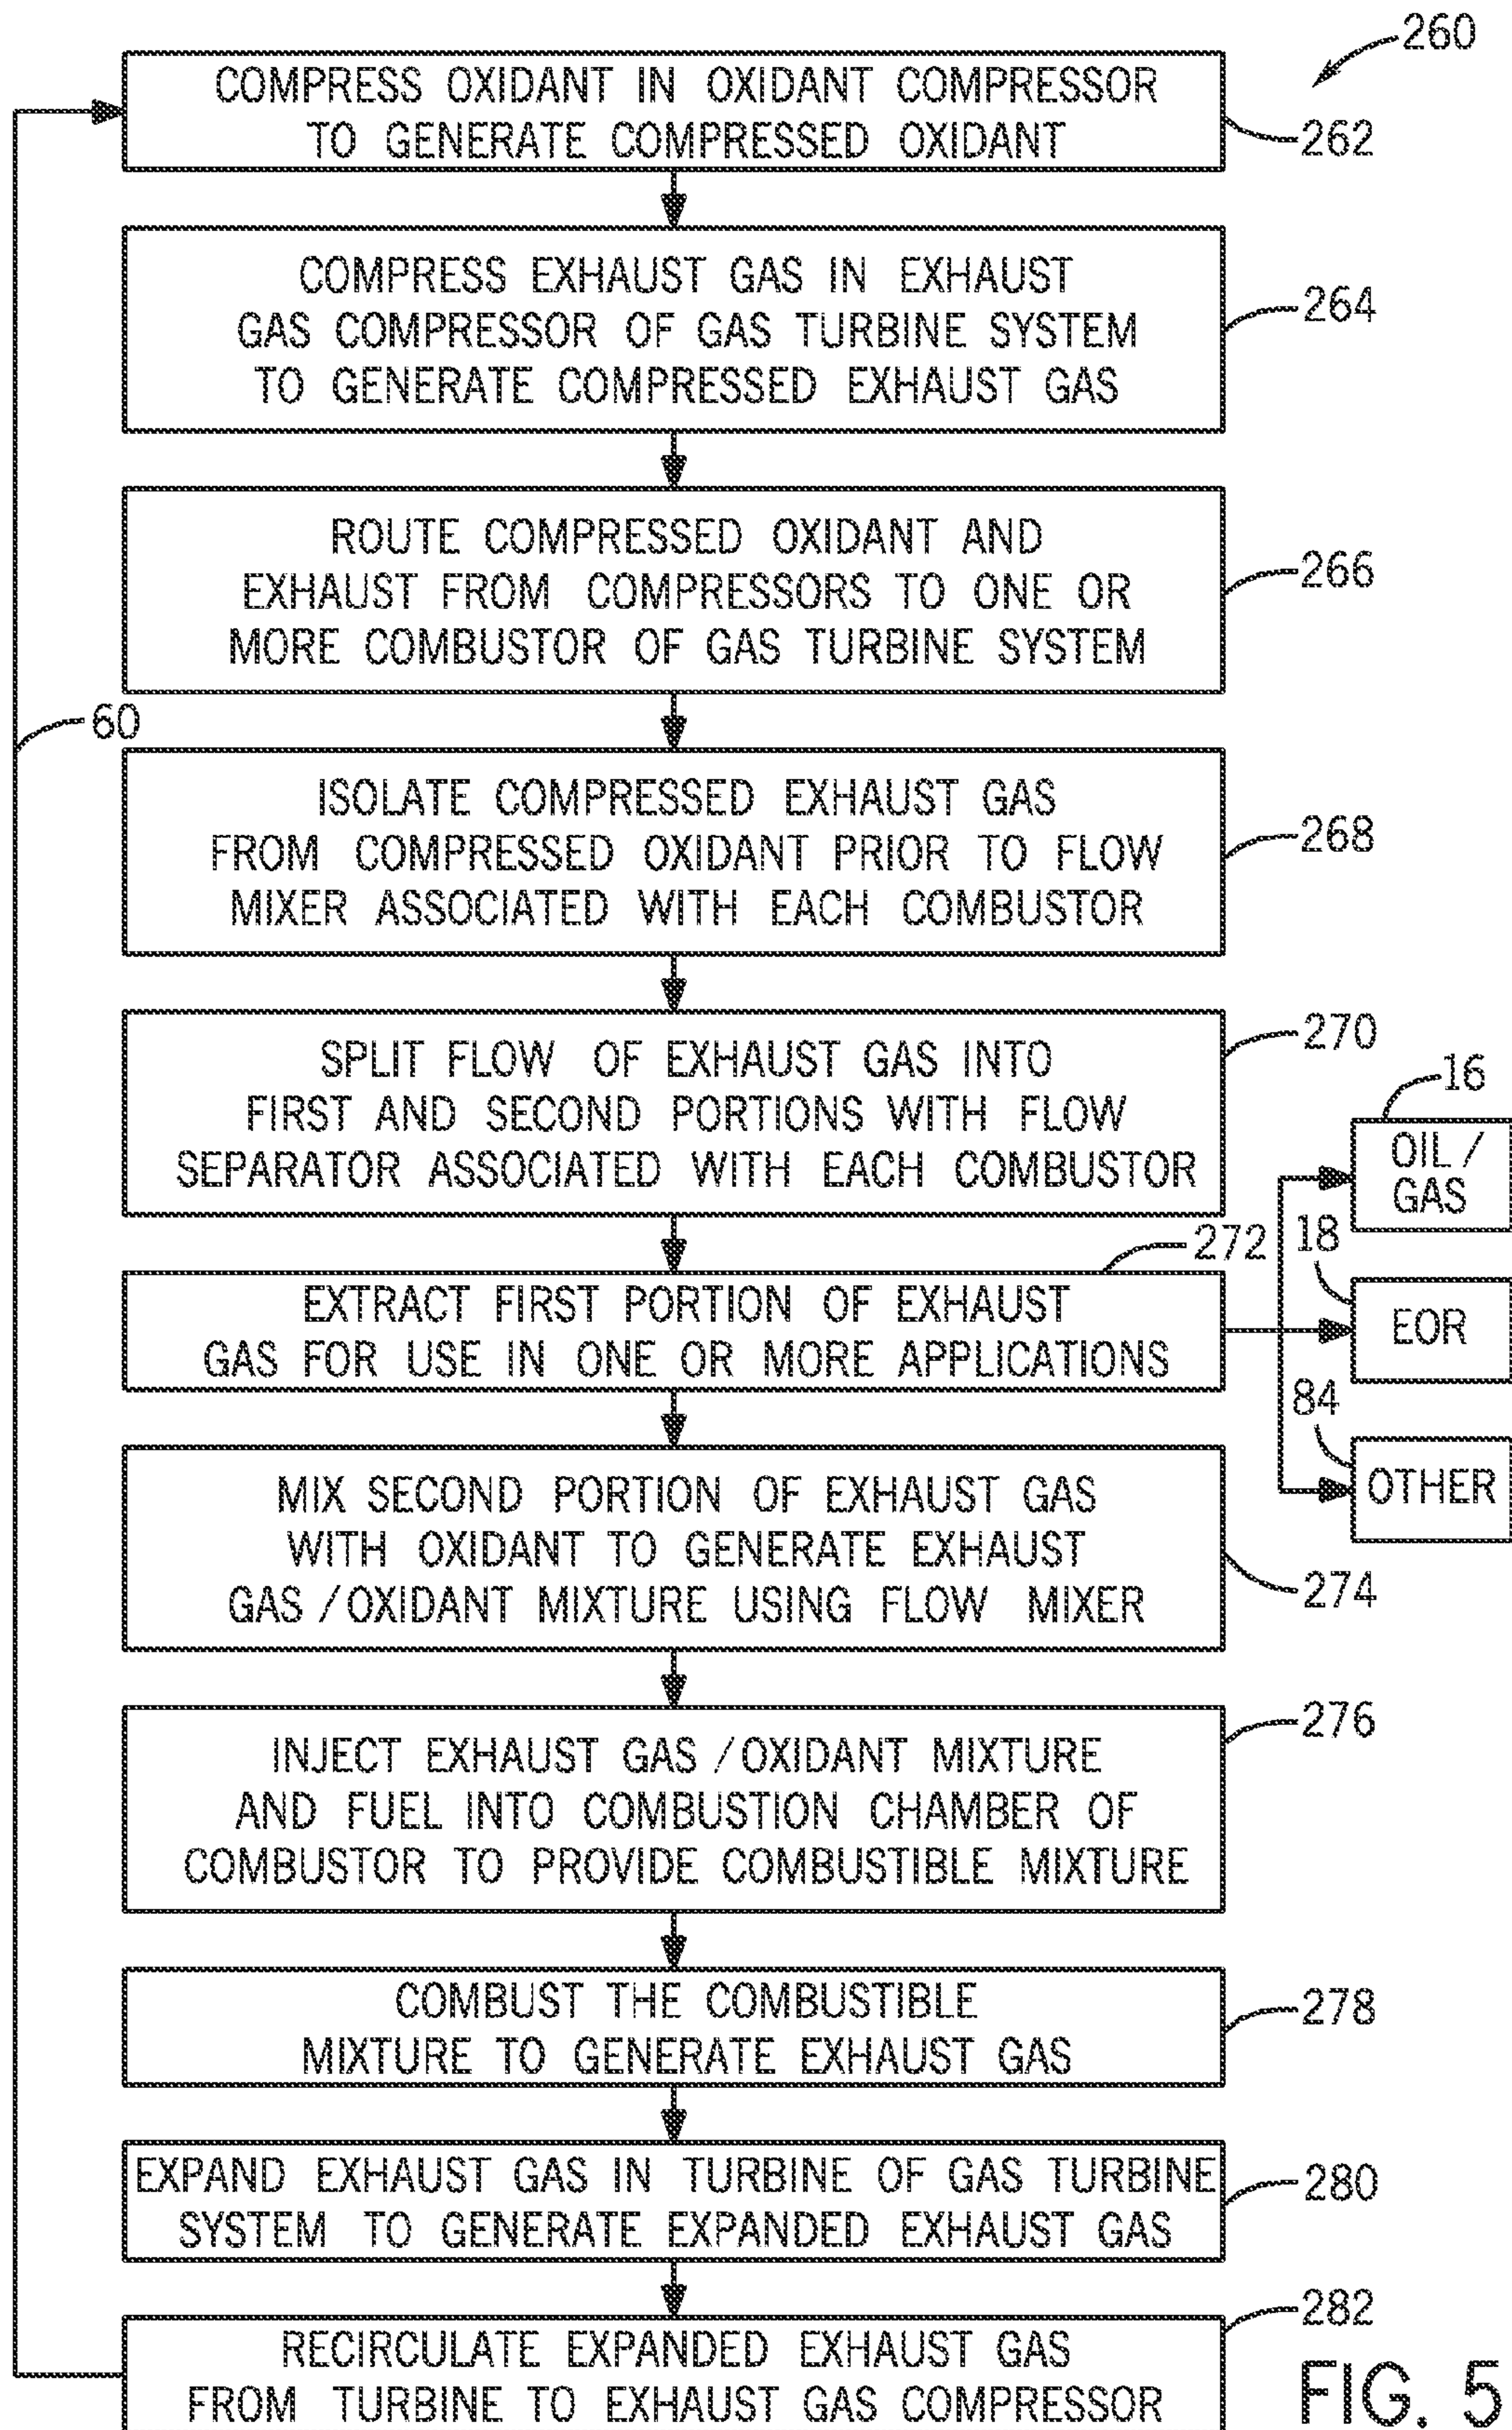 260
COMPRESS OXIDANT IN OXIDANT COMPRESSOR
TO GENERATE COMPRESSED OXIDANT
262
COMPRESS EXHAUST GAS IN EXHAUST
GAS COMPRESSOR OF GAS TURBINE SYSTEM
TO GENERATE COMPRESSED EXHAUST GAS
264
ROUTE COMPRESSED OXIDANT AND
EXHAUST FROM COMPRESSORS TO ONE OR
MORE COMBUSTOR OF GAS TURBINE SYSTEM
266
60
ISOLATE COMPRESSED EXHAUST GAS
FROM COMPRESSED OXIDANT PRIOR TO FLOW
MIXER ASSOCIATED WITH EACH COMBUSTOR
268
SPLIT FLOW OF EXHAUST GAS INTO
FIRST AND SECOND PORTIONS WITH FLOW
SEPARATOR ASSOCIATED WITH EACH COMBUSTOR
270
16
OIL /
GAS
272
EXTRACT FIRST PORTION OF EXHAUST
GAS FOR USE IN ONE OR MORE APPLICATIONS
18
EOR
84
OTHER
MIX SECOND PORTION OF EXHAUST GAS
WITH OXIDANT TO GENERATE EXHAUST
GAS / OXIDANT MIXTURE USING FLOW MIXER
274
INJECT EXHAUST GAS / OXIDANT MIXTURE
AND FUEL INTO COMBUSTION CHAMBER OF
COMBUSTOR TO PROVIDE COMBUSTIBLE MIXTURE
276
COMBUST THE COMBUSTIBLE
MIXTURE TO GENERATE EXHAUST GAS
278
EXPAND EXHAUST GAS IN TURBINE OF GAS TURBINE
SYSTEM TO GENERATE EXPANDED EXHAUST GAS
280
RECIRCULATE EXPANDED EXHAUST GAS
FROM TURBINE TO EXHAUST GAS COMPRESSOR
282
FIG. 5